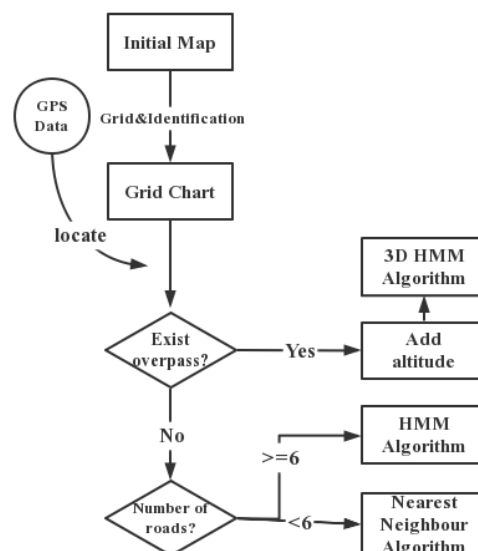 Initial Map
GPS
Data
Grid&Identification
Grid Chart
locate
3D HMM
Algorithm
Exist
overpass?
Yes
Add
altitude
No
HMM
Algorithm
>=6
Number of
roads?
<6
Nearest
Neighbour
Algorithm